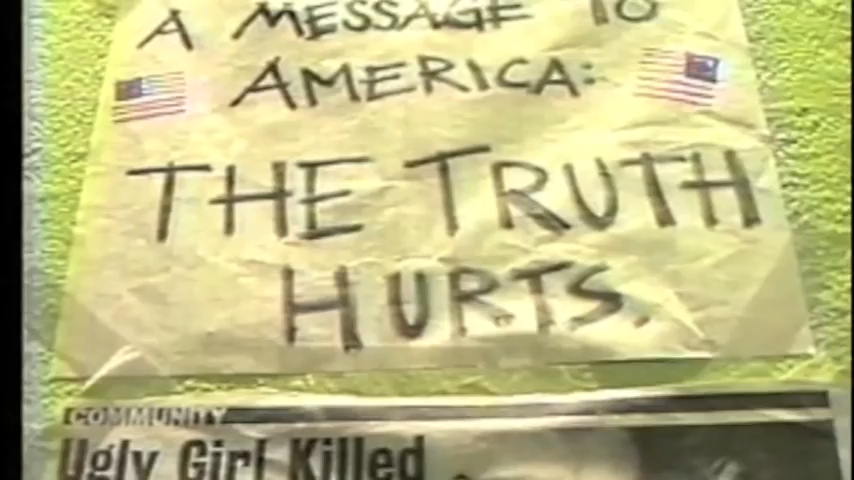 A MESSAGE TO
AMERICA:
THE TRUTH
HURTS.
COMMUNITY
Ugly Girl Killed